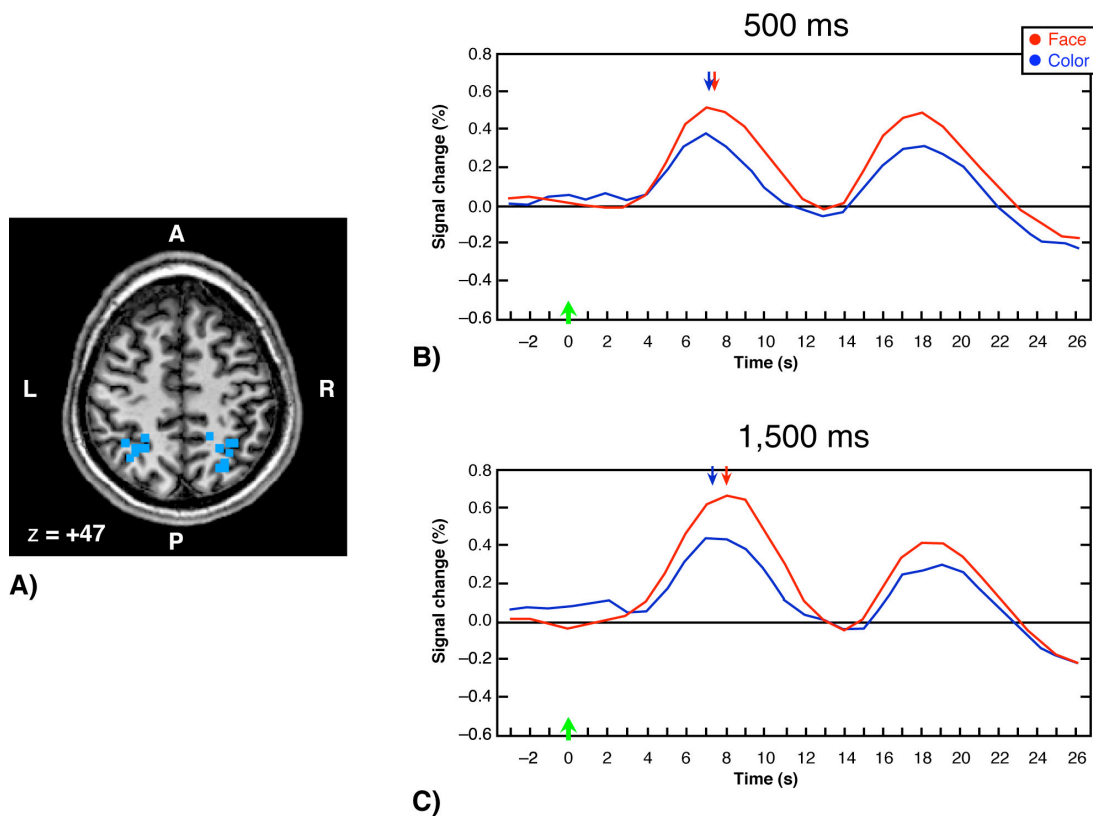 A
L
R
z = +47
P
A)
500 ms
Face
Color
Signal change (%)
0.8
0.6
0.4
0.2
0.0
–0.2
–0.4
–0.6
–2 0 2 4 6 8 10 12 14 16 18 20 22 24 26
Time (s)
B)
1,500 ms
Signal change (%)
0.8
0.6
0.4
0.2
0.0
–0.2
–0.4
–0.6
–2 0 2 4 6 8 10 12 14 16 18 20 22 24 26
Time (s)
C)